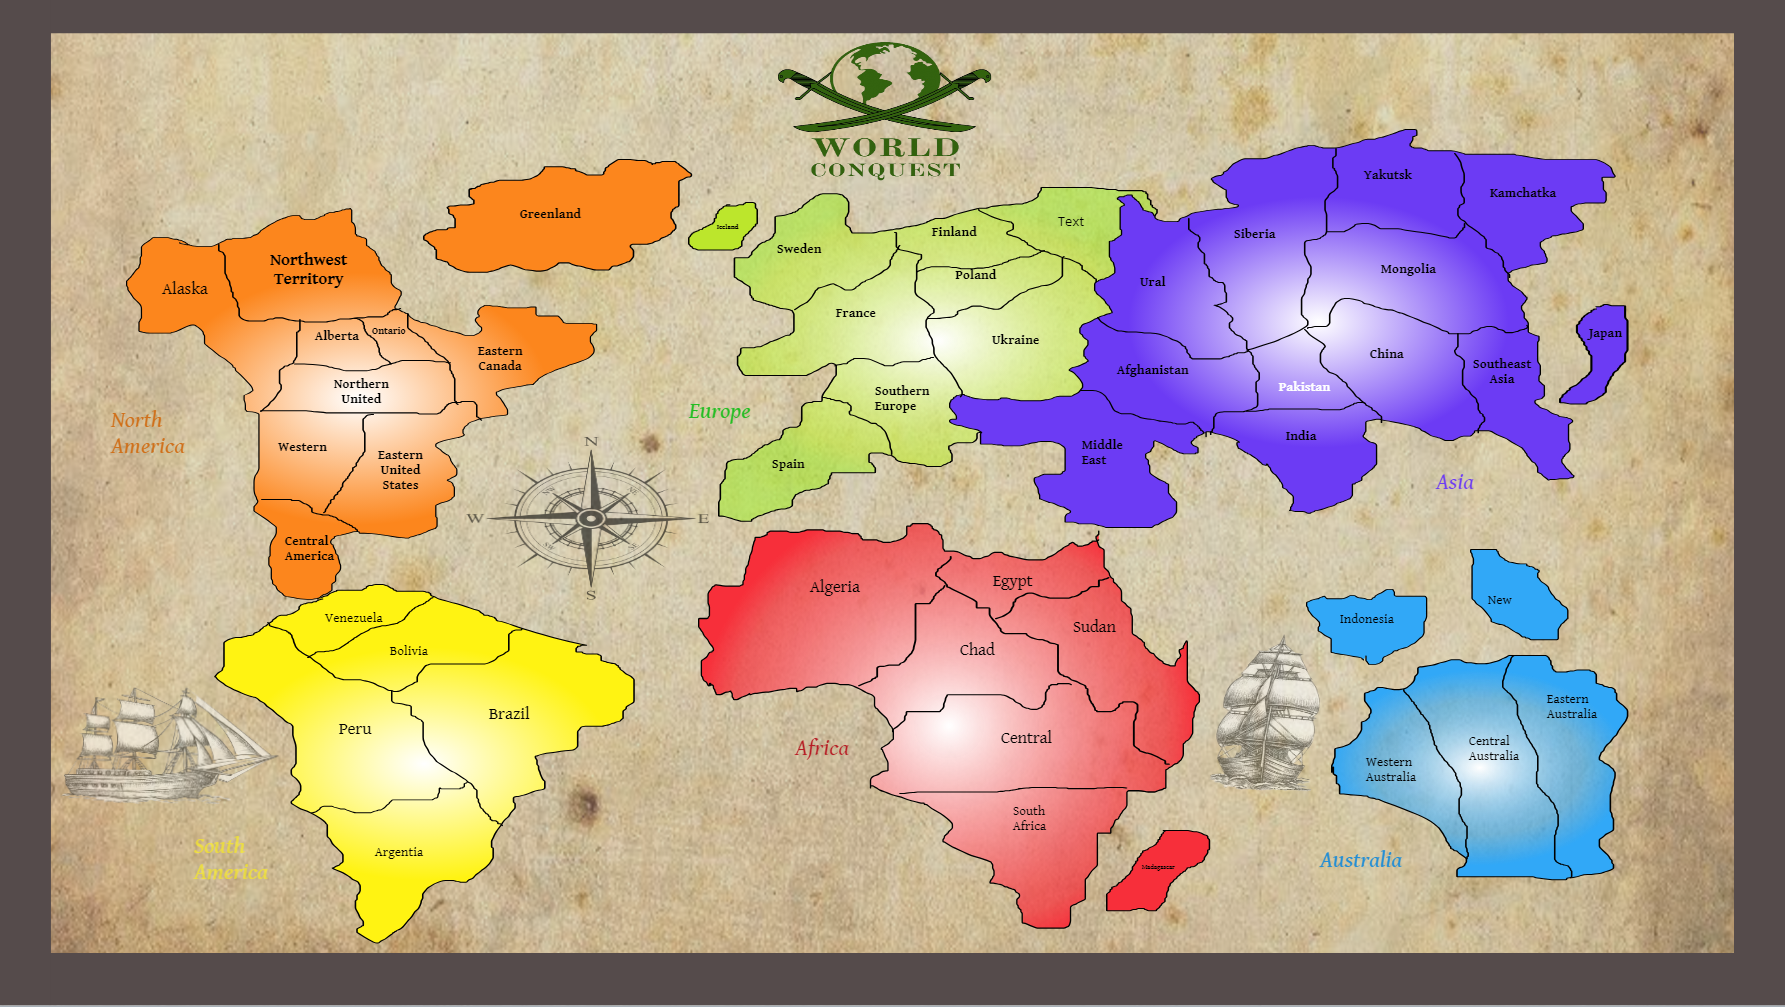 WORLD
CONQUEST
Greenland
Northwest
Territory
Alaska
Alberta
Ontario
Eastern
Canada
Northern
United
Western
Eastern
United
States
Central
America
North
America
N
W
E
S
Venezuela
Bolivia
Peru
Brazil
Argentia
South
America
Iceland
Sweden
Finland
Text
Poland
France
Ukraine
Southern
Europe
Spain
Europe
Yakutsk
Kamchatka
Siberia
Ural
Mongolia
Japan
China
Southeast
Asia
Afghanistan
Pakistan
India
Middle
East
Asia
Algeria
Egypt
Sudan
Chad
Central
South
Africa
Madagascar
Africa
Indonesia
New
Eastern
Australia
Central
Australia
Western
Australia
Australia